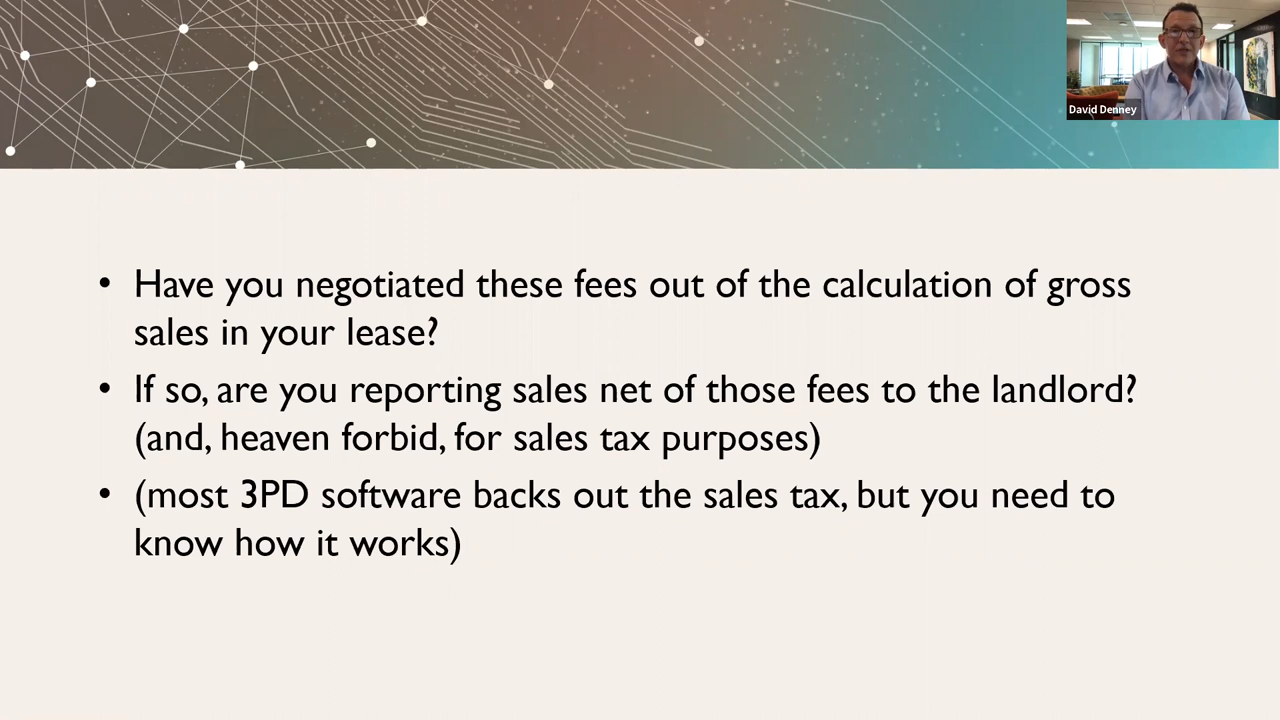 David Denney
• Have you negotiated these fees out of the calculation of gross
sales in your lease?
• If so, are you reporting sales net of those fees to the landlord?
(and, heaven forbid, for sales tax purposes)
• (most 3PD software backs out the sales tax, but you need to
know how it works)